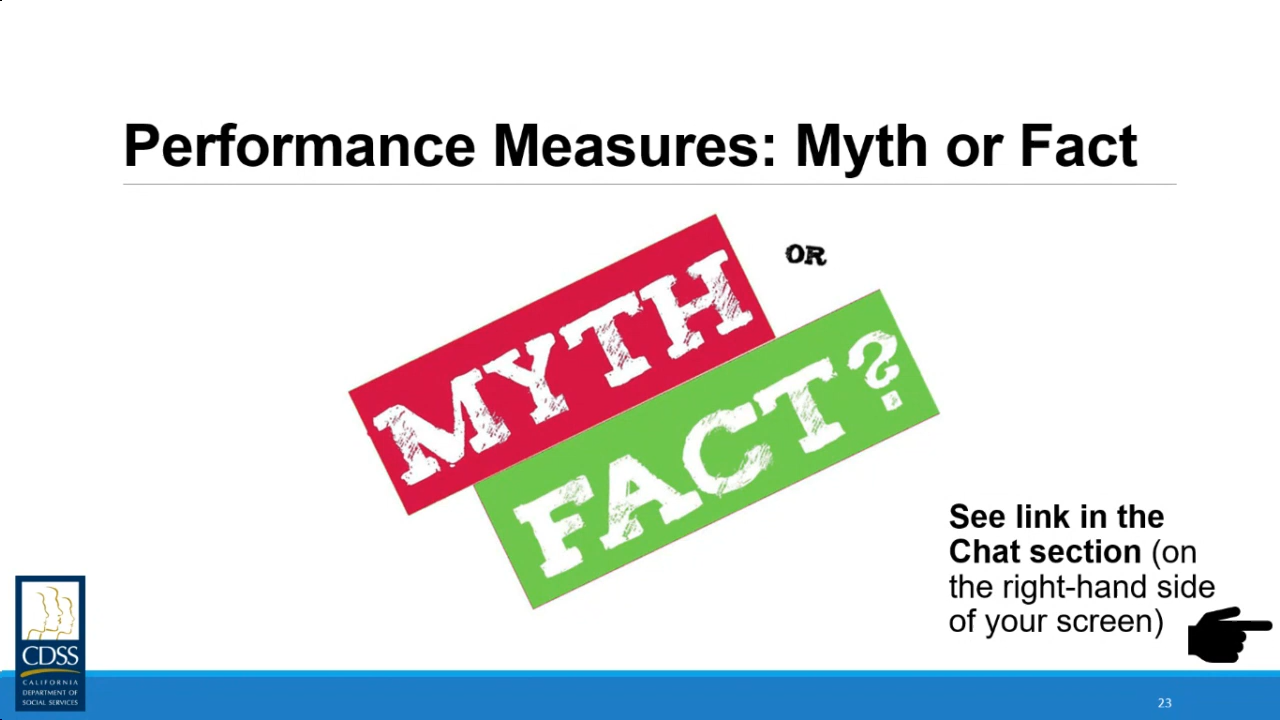 Performance Measures: Myth or Fact
MYTH
OR
FACT?
See link in the
Chat section (on
the right-hand side
of your screen)
CDSS
CALIFORNIA
DEPARTMENT OF
SOCIAL SERVICES
23